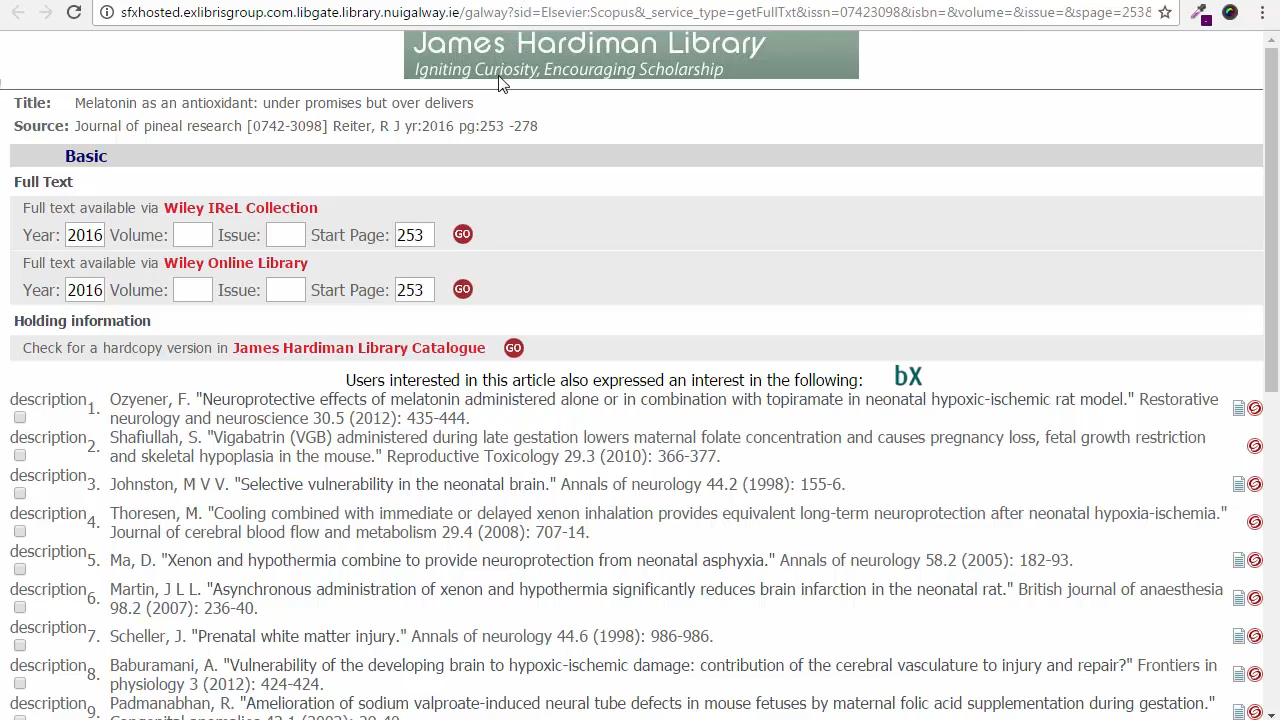 sfxhosted.exlibrisgroup.com.libgate.library.nuigalway.ie/galway?sid=Elsevier:Scopus&_service_type=getFullTxt&issn=07423098&isbn=&volume=&issue=&spage=2538
James Hardiman Library
Igniting Curiosity, Encouraging Scholarship
Title: Melatonin as an antioxidant: under promises but over delivers
Source: Journal of pineal research [0742-3098] Reiter, R J yr:2016 pg:253 -278
Basic
Full Text
Full text available via Wiley IReL Collection
Year: 2016 Volume: Issue: Start Page: 253 GO
Full text available via Wiley Online Library
Year: 2016 Volume: Issue: Start Page: 253 GO
Holding information
Check for a hardcopy version in James Hardiman Library Catalogue GO
Users interested in this article also expressed an interest in the following: bX
description 1. Ozyener, F. "Neuroprotective effects of melatonin administered alone or in combination with topiramate in neonatal hypoxic-ischemic rat model." Restorative
neurology and neuroscience 30.5 (2012): 435-444.
description 2. Shafiullah, S. "Vigabatrin (VGB) administered during late gestation lowers maternal folate concentration and causes pregnancy loss, fetal growth restriction
and skeletal hypoplasia in the mouse." Reproductive Toxicology 29.3 (2010): 366-377.
description 3. Johnston, M V V. "Selective vulnerability in the neonatal brain." Annals of neurology 44.2 (1998): 155-6.
description 4. Thoresen, M. "Cooling combined with immediate or delayed xenon inhalation provides equivalent long-term neuroprotection after neonatal hypoxia-ischemia."
Journal of cerebral blood flow and metabolism 29.4 (2008): 707-14.
description 5. Ma, D. "Xenon and hypothermia combine to provide neuroprotection from neonatal asphyxia." Annals of neurology 58.2 (2005): 182-93.
description 6. Martin, J L L. "Asynchronous administration of xenon and hypothermia significantly reduces brain infarction in the neonatal rat." British journal of anaesthesia
98.2 (2007): 236-40.
description 7. Scheller, J. "Prenatal white matter injury." Annals of neurology 44.6 (1998): 986-986.
description 8. Baburamani, A. "Vulnerability of the developing brain to hypoxic-ischemic damage: contribution of the cerebral vasculature to injury and repair?" Frontiers in
physiology 3 (2012): 424-424.
description 9. Padmanabhan, R. "Amelioration of sodium valproate-induced neural tube defects in mouse fetuses by maternal folic acid supplementation during gestation."